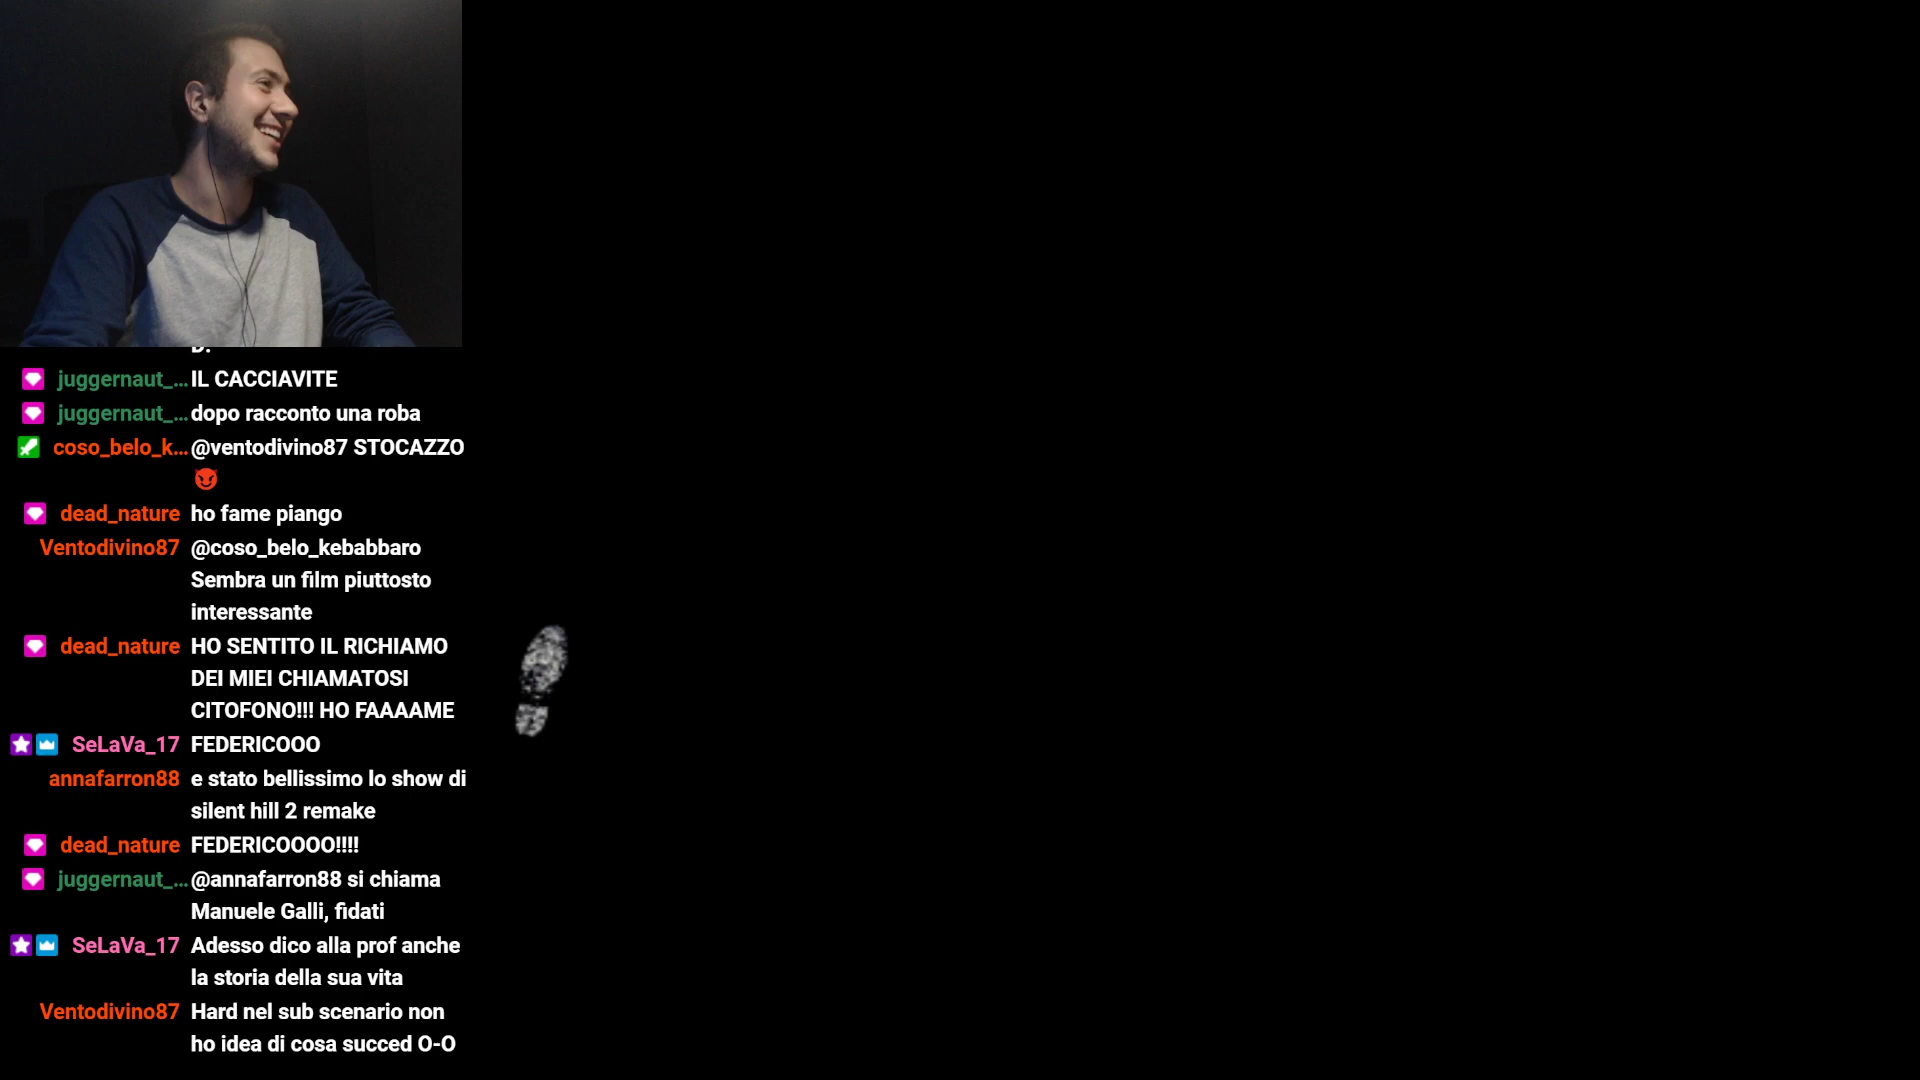 D:
juggernaut_... IL CACCIAVITE
juggernaut_... dopo racconto una roba
coso_belo_k... @ventodivino87 STOCAZZO
dead_nature ho fame piango
Ventodivino87 @coso_belo_kebabbaro
Sembra un film piuttosto
interessante
dead_nature HO SENTITO IL RICHIAMO
DEI MIEI CHIAMATOSI
CITOFONO!!! HO FAAAAME
SeLaVa_17 FEDERICOOO
annafarron88 e stato bellissimo lo show di
silent hill 2 remake
dead_nature FEDERICOOOO!!!!
juggernaut_... @annafarron88 si chiama
Manuele Galli, fidati
SeLaVa_17 Adesso dico alla prof anche
la storia della sua vita
Ventodivino87 Hard nel sub scenario non
ho idea di cosa succed O-O